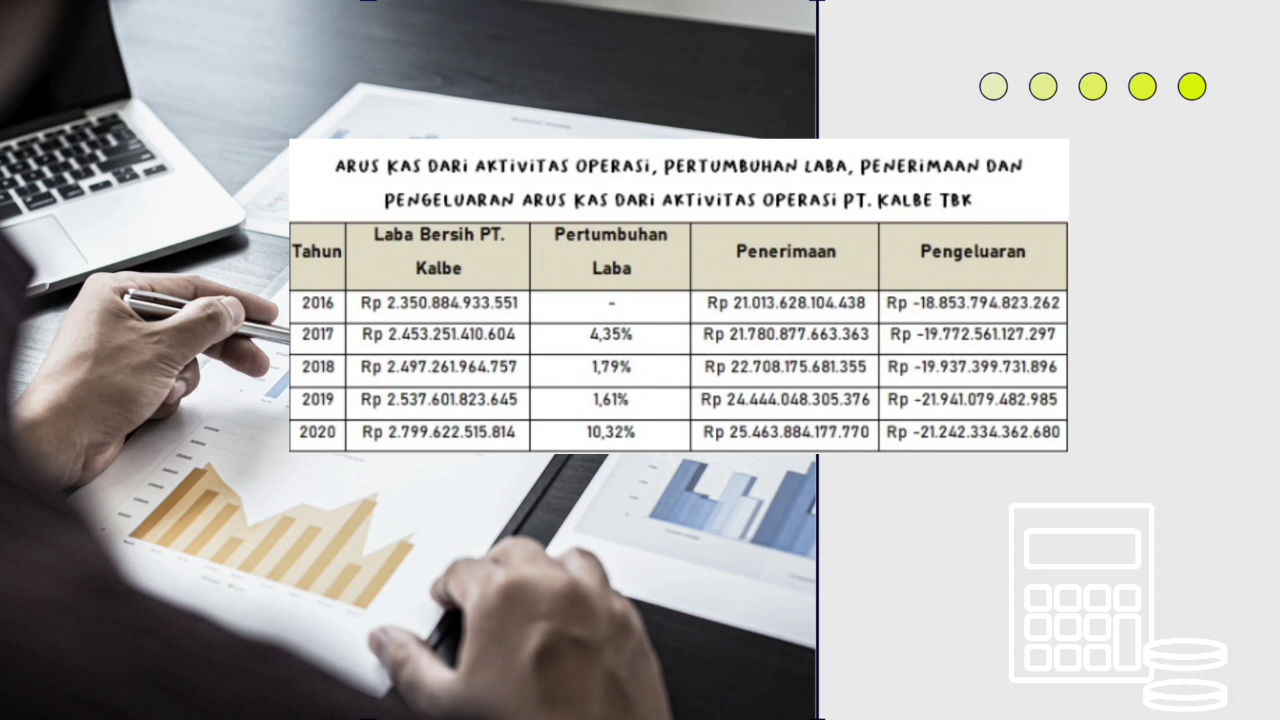 ARUS KAS DARI AKTIVITAS OPERASI, PERTUMBUHAN LABA, PENERIMAAN DAN
PENGELUARAN ARUS KAS DARI AKTIVITAS OPERASI PT. KALBE TBK
Tahun Laba Bersih PT. Kalbe Pertumbuhan Laba Penerimaan Pengeluaran
2016 Rp 2.350.884.933.551 - Rp 21.013.628.104.438 Rp -18.853.794.823.262
2017 Rp 2.453.251.410.604 4,35% Rp 21.780.877.663.363 Rp -19.772.561.127.297
2018 Rp 2.497.261.964.757 1,79% Rp 22.708.175.681.355 Rp -19.937.399.731.896
2019 Rp 2.537.601.823.645 1,61% Rp 24.444.048.305.376 Rp -21.941.079.482.985
2020 Rp 2.799.622.515.814 10,32% Rp 25.463.884.177.770 Rp -21.242.334.362.680